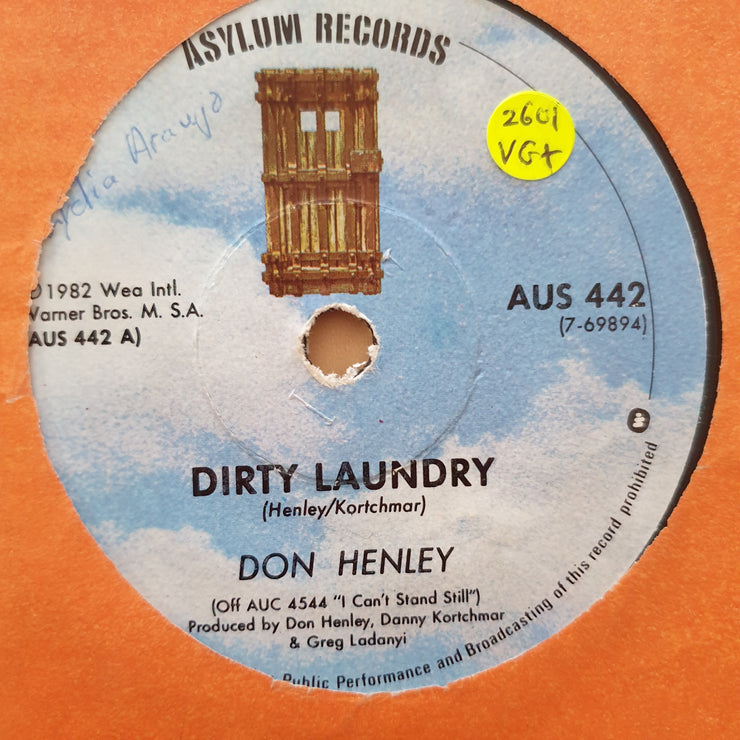 ASYLUM RECORDS
Araujo
2601
VG+
1982 Wea Intl.
Warner Bros. M. S.A.
AUS 442 A)
AUS 442
(7-69894)
DIRTY LAUNDRY
(Henley/Kortchmar)
DON HENLEY
(Off AUC 4544 "I Can't Stand Still")
Produced by Don Henley, Danny Kortchmar
& Greg Ladanyi
Public Performance and Broadcasting of this record prohibited